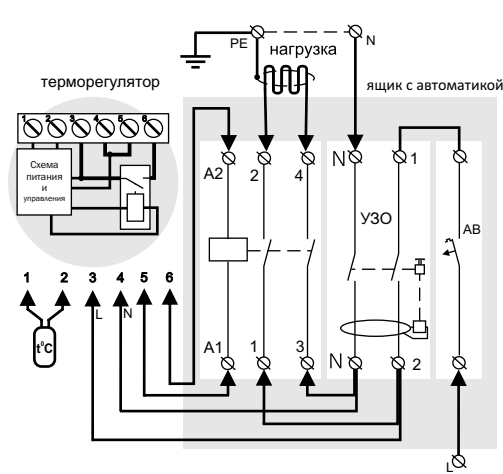 PE
N
нагрузка
терморегулятор
ящик с автоматикой
1 2 3 4 5 6
Схема
питания
и
управления
A2 2 4 N 1
УЗО
АВ
1 2 3 4 5 6
L N
t°C
A1 1 3 N 2
L